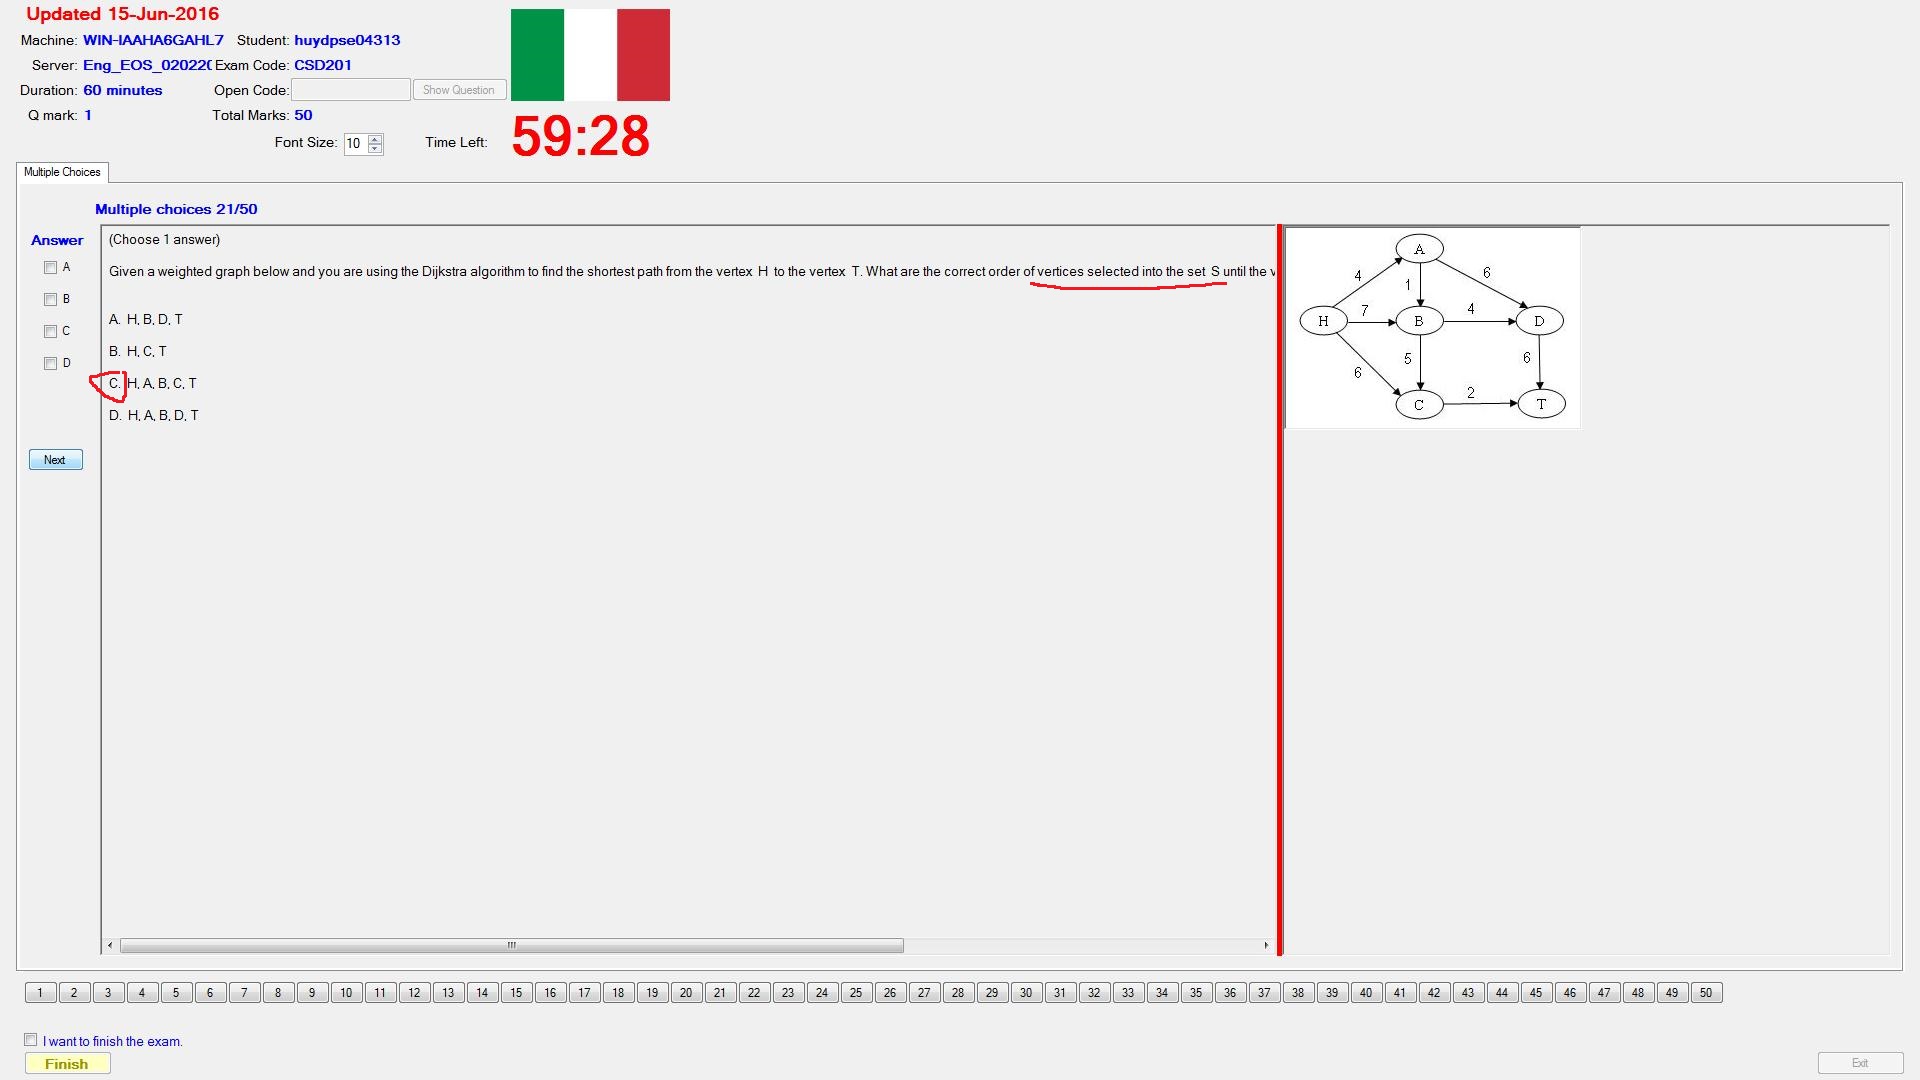 Updated 15-Jun-2016
Machine: WIN-IAAHA6GAHL7 Student: huydpse04313
Server: Eng_EOS_02022( Exam Code: CSD201
Duration: 60 minutes Open Code: Show Question
Q mark: 1 Total Marks: 50
Font Size: 10 Time Left: 59:28
Multiple Choices
Multiple choices 21/50
Answer
A
B
C
D
Next
(Choose 1 answer)
Given a weighted graph below and you are using the Dijkstra algorithm to find the shortest path from the vertex H to the vertex T. What are the correct order of vertices selected into the set S until the v
A. H, B, D, T
B. H, C, T
C. H, A, B, C, T
D. H, A, B, D, T
A
4 6
1
7 4
H B D
5 6
6
2
C T
1 2 3 4 5 6 7 8 9 10 11 12 13 14 15 16 17 18 19 20 21 22 23 24 25 26 27 28 29 30 31 32 33 34 35 36 37 38 39 40 41 42 43 44 45 46 47 48 49 50
I want to finish the exam.
Finish Exit